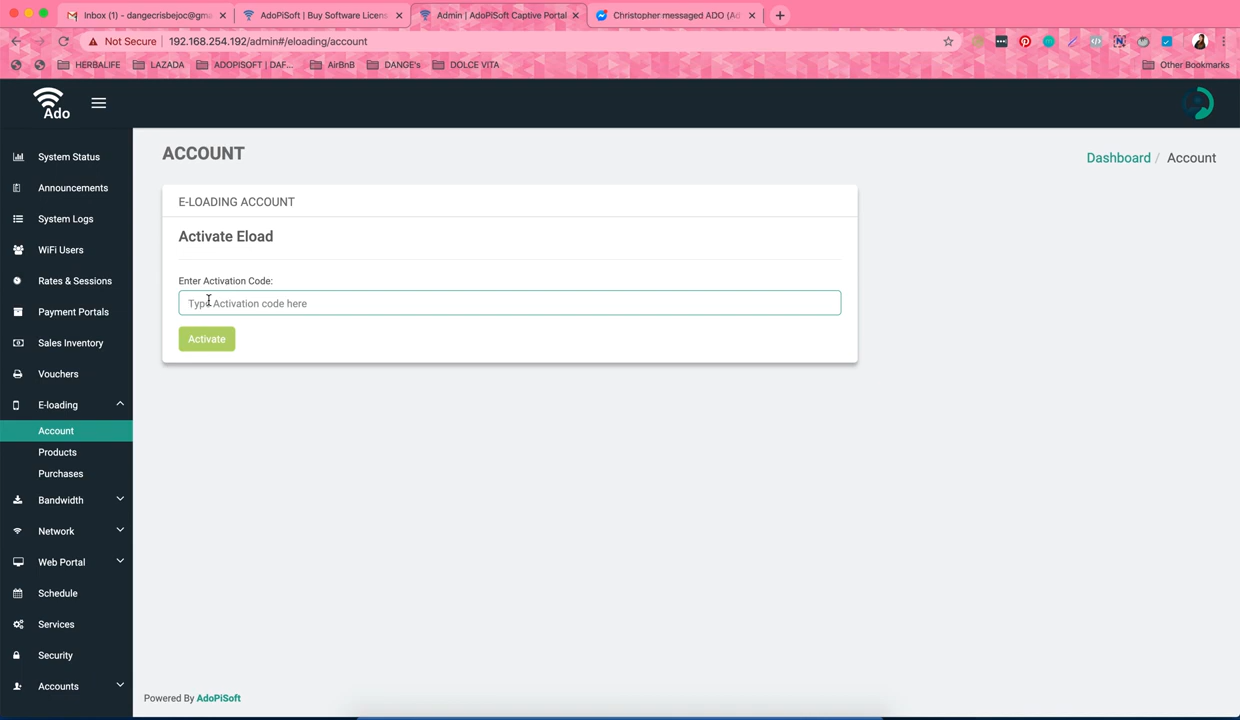 Inbox (1) - dangecrisbejoc@gma
AdoPiSoft | Buy Software Licens
Admin | AdoPiSoft Captive Portal
Christopher messaged ADO (Ad
Not Secure
192.168.254.192/admin#/eloading/account
HERBALIFE
LAZADA
ADOPISOFT | DAF...
AirBnB
DANGE's
DOLCE VITA
Other Bookmarks
Ado
System Status
Announcements
System Logs
WiFi Users
Rates & Sessions
Payment Portals
Sales Inventory
Vouchers
E-loading
Account
Products
Purchases
Bandwidth
Network
Web Portal
Schedule
Services
Security
Accounts
ACCOUNT
Dashboard / Account
E-LOADING ACCOUNT
Activate Eload
Enter Activation Code:
Type Activation code here
Activate
Powered By AdoPiSoft